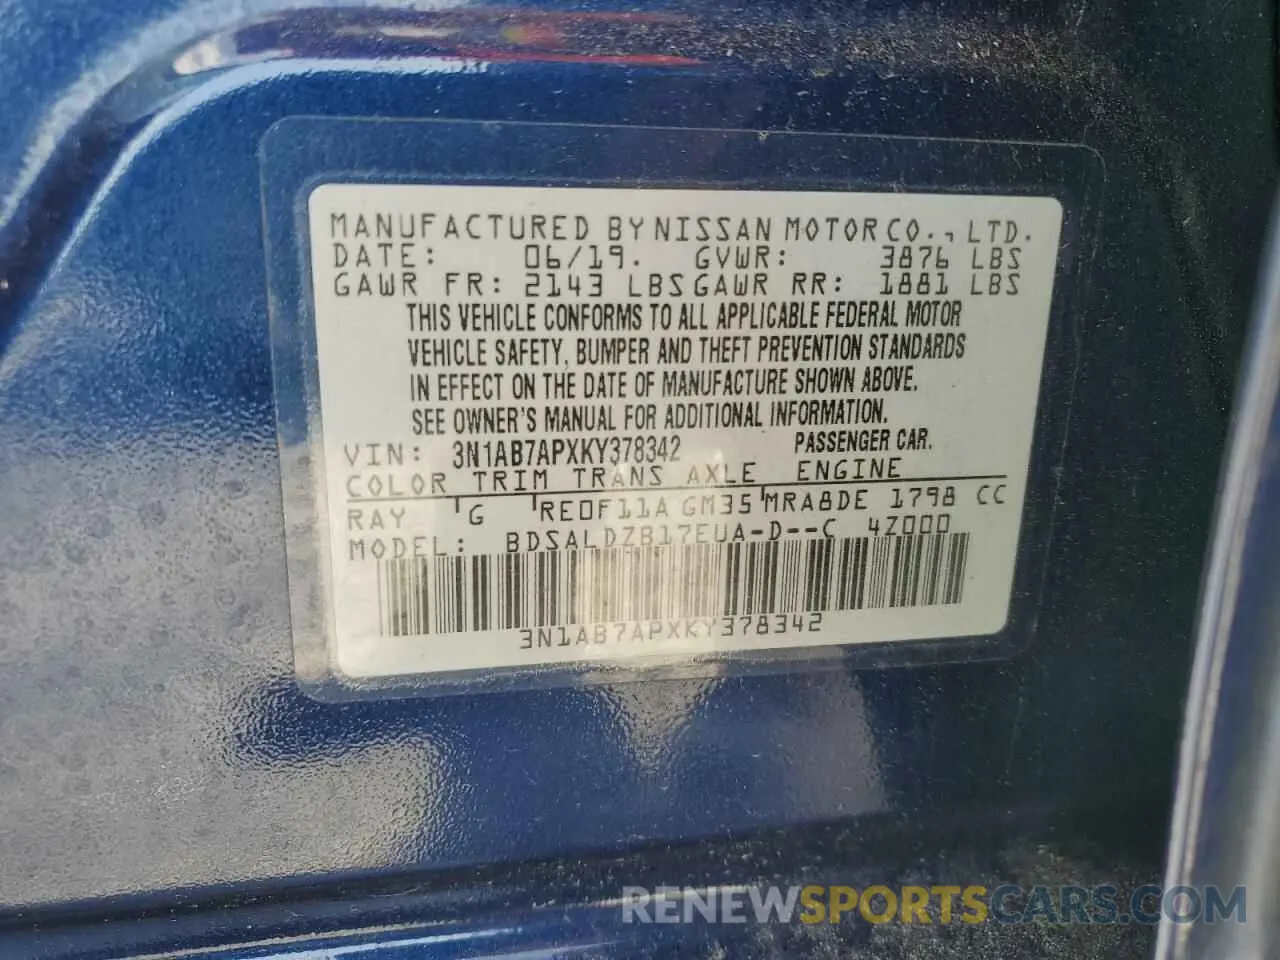 MANUFACTURED BY NISSAN MOTOR CO., LTD.
DATE: 06/19. GVWR: 3876 LBS
GAWR FR: 2143 LBS GAWR RR: 1881 LBS
THIS VEHICLE CONFORMS TO ALL APPLICABLE FEDERAL MOTOR
VEHICLE SAFETY, BUMPER AND THEFT PREVENTION STANDARDS
IN EFFECT ON THE DATE OF MANUFACTURE SHOWN ABOVE.
SEE OWNER'S MANUAL FOR ADDITIONAL INFORMATION.
VIN: 3N1AB7APXKY378342 PASSENGER CAR.
COLOR TRIM TRANS AXLE ENGINE
RAY G RE0F11A GM35 MRA8DE 1798 CC
MODEL: BDSALDZB17EUA-D--C 4Z000
3N1AB7APXKY378342
RENEWSPORTSCARS.COM